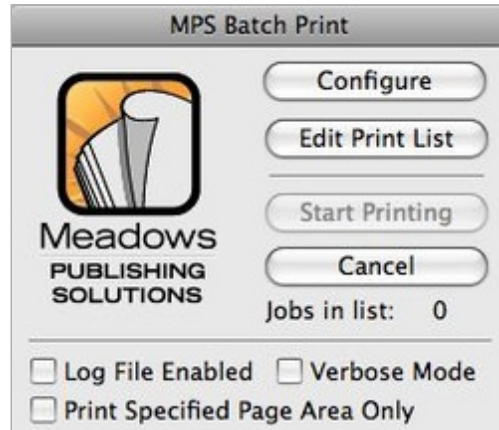 MPS Batch Print
Configure
Edit Print List
Start Printing
Cancel
Jobs in list: 0
Meadows
PUBLISHING
SOLUTIONS
Log File Enabled
Verbose Mode
Print Specified Page Area Only